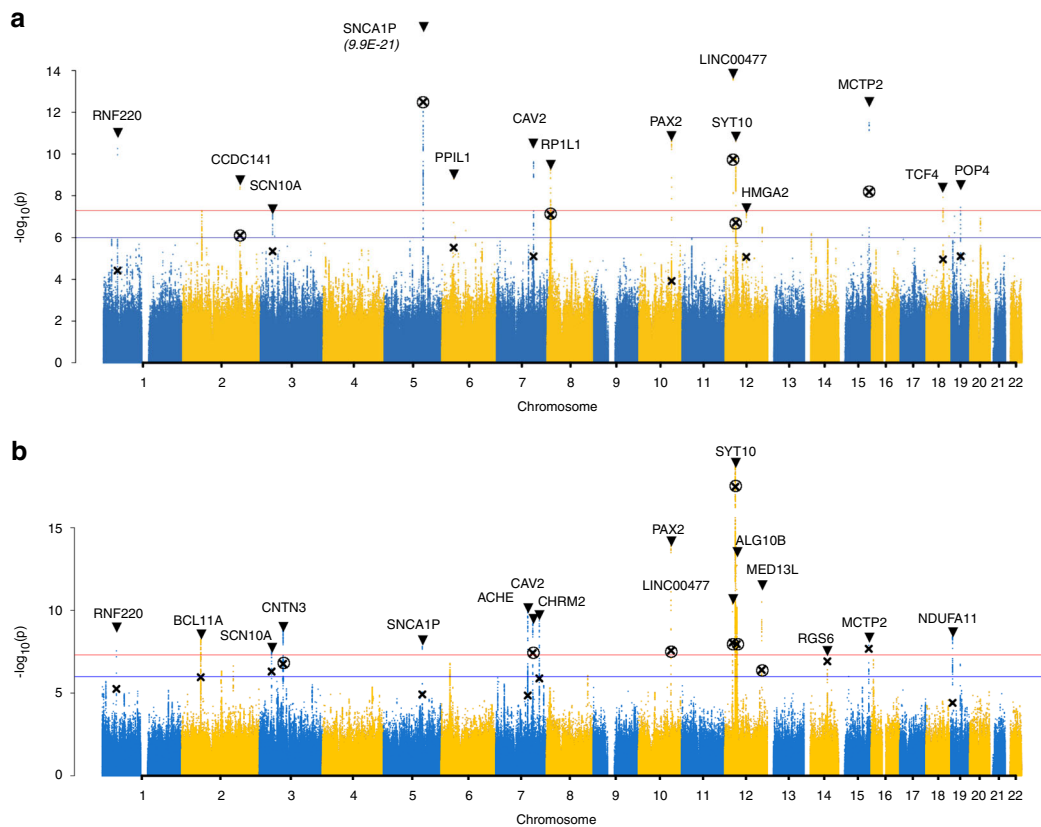 a
SNCA1P
(9.9E-21)
LINC00477
MCTP2
RNF220
CAV2
PAX2
SYT10
CCDC141
PPIL1
RP1L1
SCN10A
HMGA2
TCF4
POP4
-log10(p)
14
12
10
8
6
4
2
0
1 2 3 4 5 6 7 8 9 10 11 12 13 14 15 16 17 18 19 20 21 22
Chromosome
b
SYT10
PAX2
ALG10B
MED13L
LINC00477
CAV2
ACHE
CHRM2
RNF220
BCL11A
CNTN3
SCN10A
SNCA1P
RGS6
MCTP2
NDUFA11
-log10(p)
15
10
5
0
1 2 3 4 5 6 7 8 9 10 11 12 13 14 15 16 17 18 19 20 21 22
Chromosome